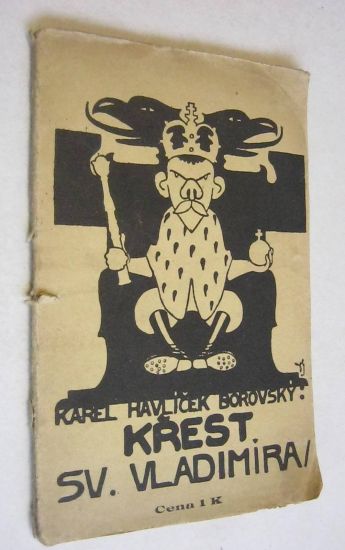 KAREL HAVLÍČEK BOROVSKÝ:
KŘEST
SV. VLADIMÍRA/
Cena 1 K